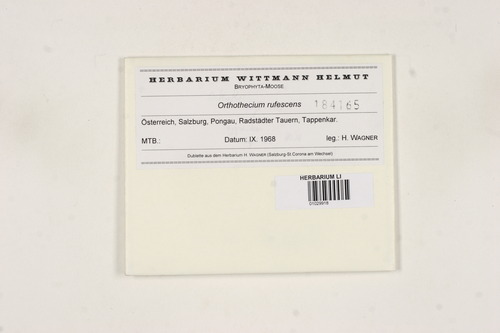 HERBARIUM WITTMANN HELMUT
BRYOPHYTA-MOOSE
Orthothecium rufescens 184165
Österreich, Salzburg, Pongau, Radstädter Tauern, Tappenkar.
MTB.: Datum: IX. 1968 leg.: H. WAGNER
Dublette aus dem Herbarium H. WAGNER (Salzburg-St Corona am Wechsel)
HERBARIUM LI
01029918